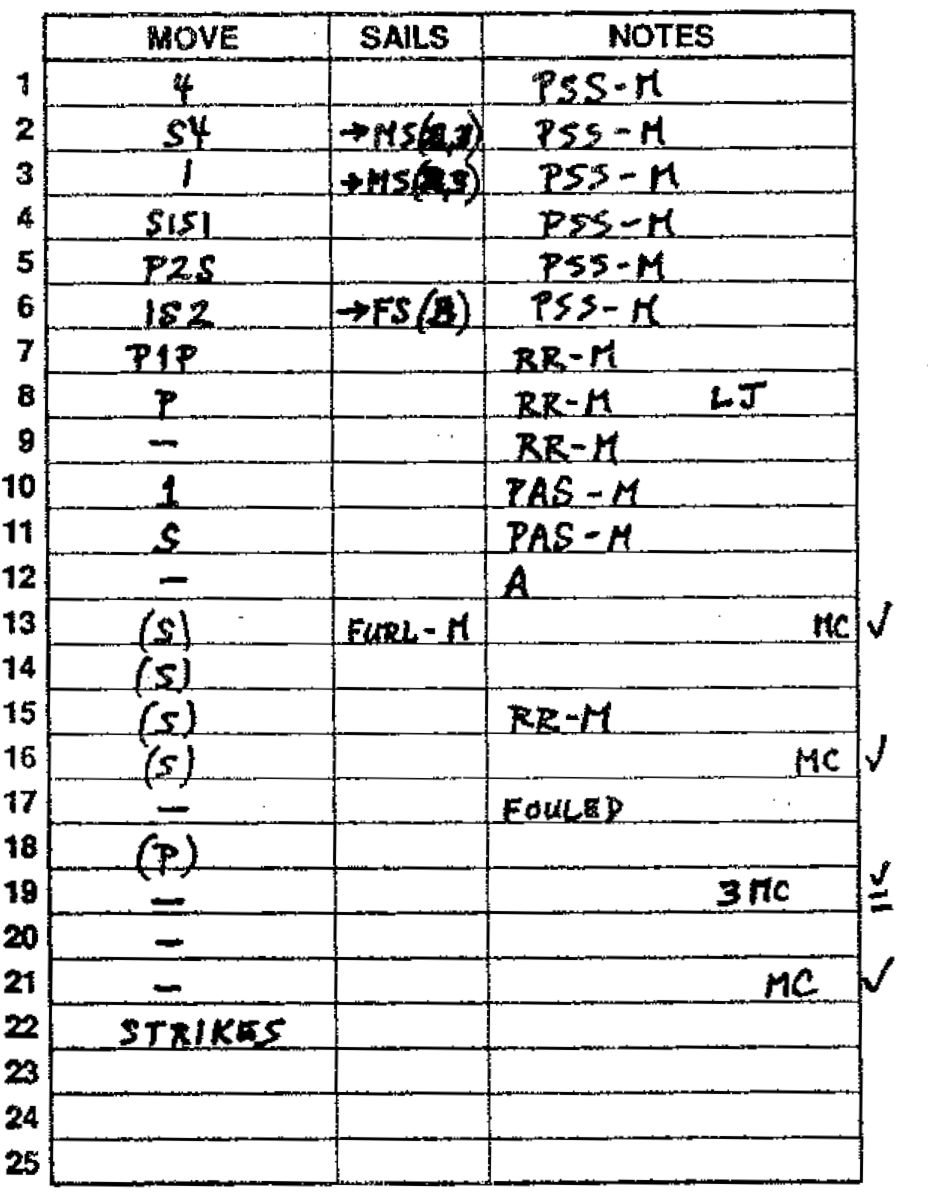 MOVE SAILS NOTES
1 4 PSS-M
2 S4 →MS( PSS-M
3 1 →MS( PSS-M
4 S1S1 PSS-M
5 P2S PSS-M
6 1S2 →FS( ) PSS-M
7 P1P RR-M
8 P RR-M LJ
9 — RR-M
10 1 PAS-M
11 S PAS-M
12 — A
13 (S) FURL-M MC ✓
14 (S)
15 (S) RR-M
16 (S) MC ✓
17 — FOULED
18 (P)
19 — 3MC ✓
20 —
21 — MC ✓
22 STRIKES
23
24
25